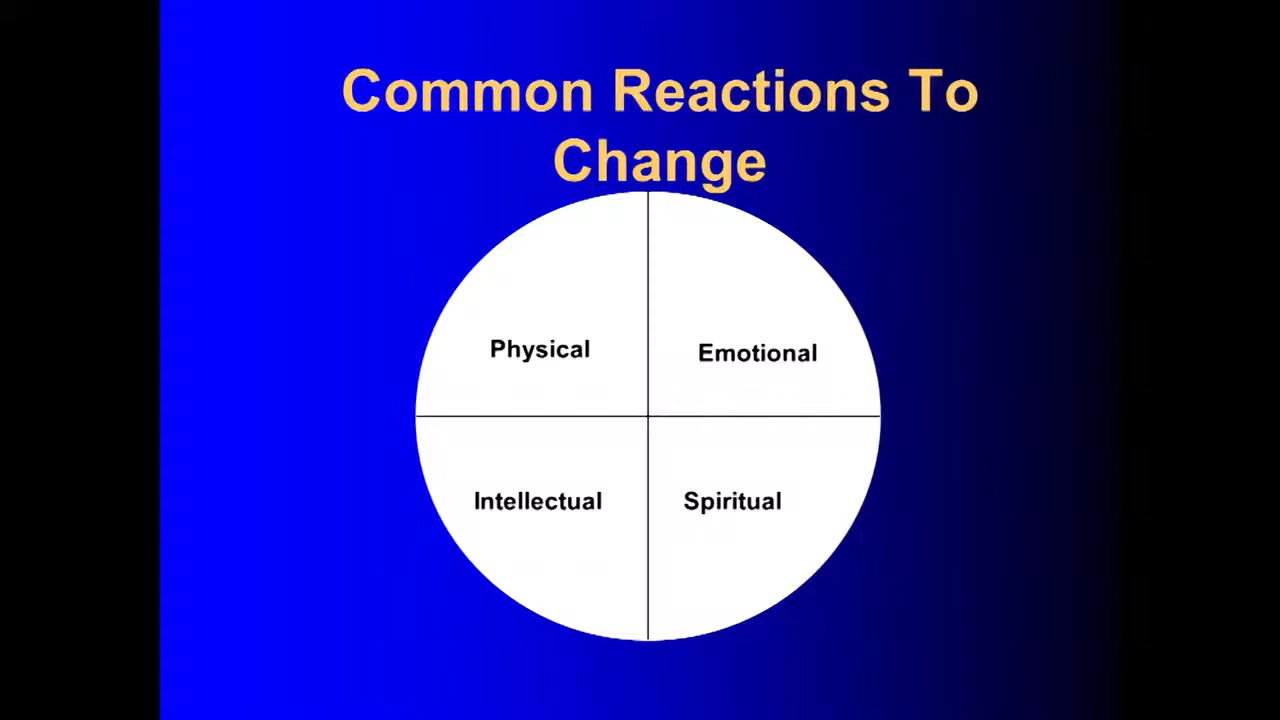 Common Reactions To
Change
Physical
Emotional
Intellectual
Spiritual